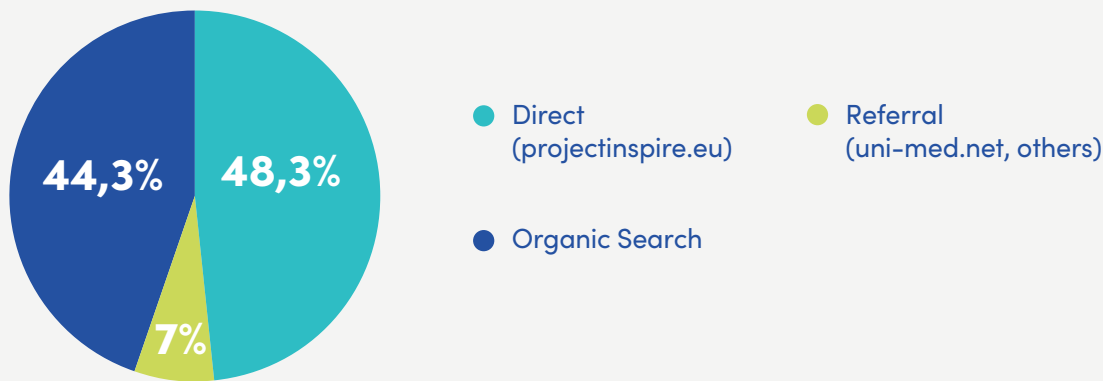 44,3%
48,3%
7%
Direct
(projectinspire.eu)
Organic Search
Referral
(uni-med.net, others)